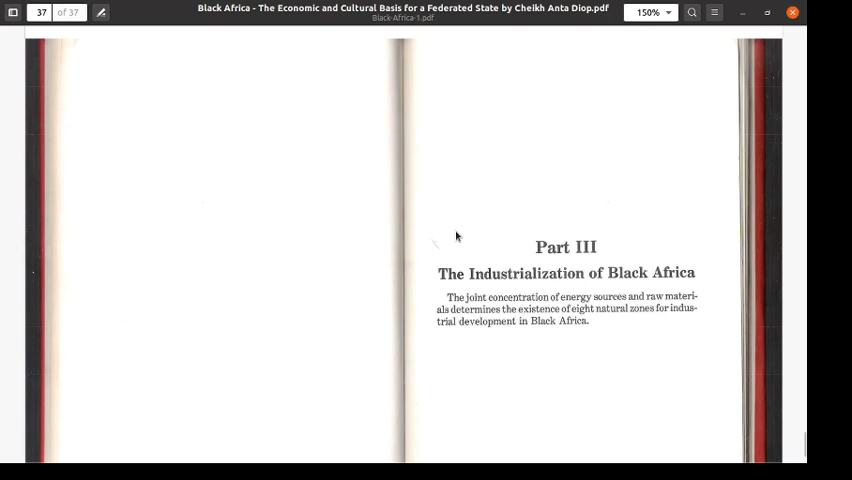 37 of 37
Black Africa - The Economic and Cultural Basis for a Federated State by Cheikh Anta Diop.pdf
Black-Africa-1.pdf
150%
Part III
The Industrialization of Black Africa
The joint concentration of energy sources and raw materi-
als determines the existence of eight natural zones for indus-
trial development in Black Africa.